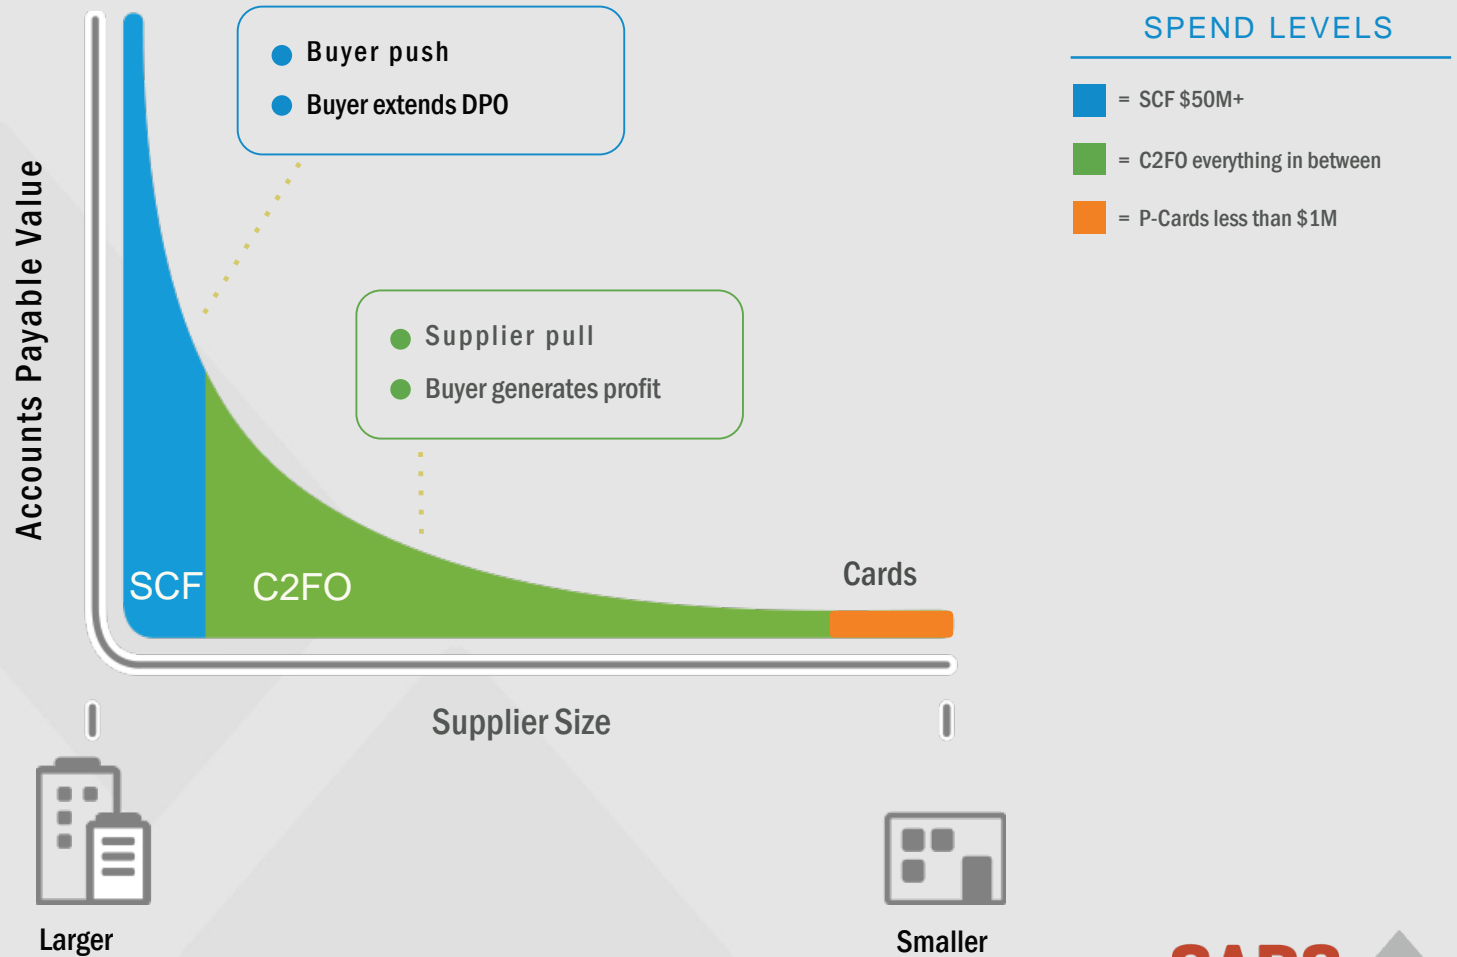 Buyer push
Buyer extends DPO
SPEND LEVELS
= SCF $50M+
= C2FO everything in between
= P-Cards less than $1M
Accounts Payable Value
Supplier pull
Buyer generates profit
SCF
C2FO
Cards
Supplier Size
Larger
Smaller